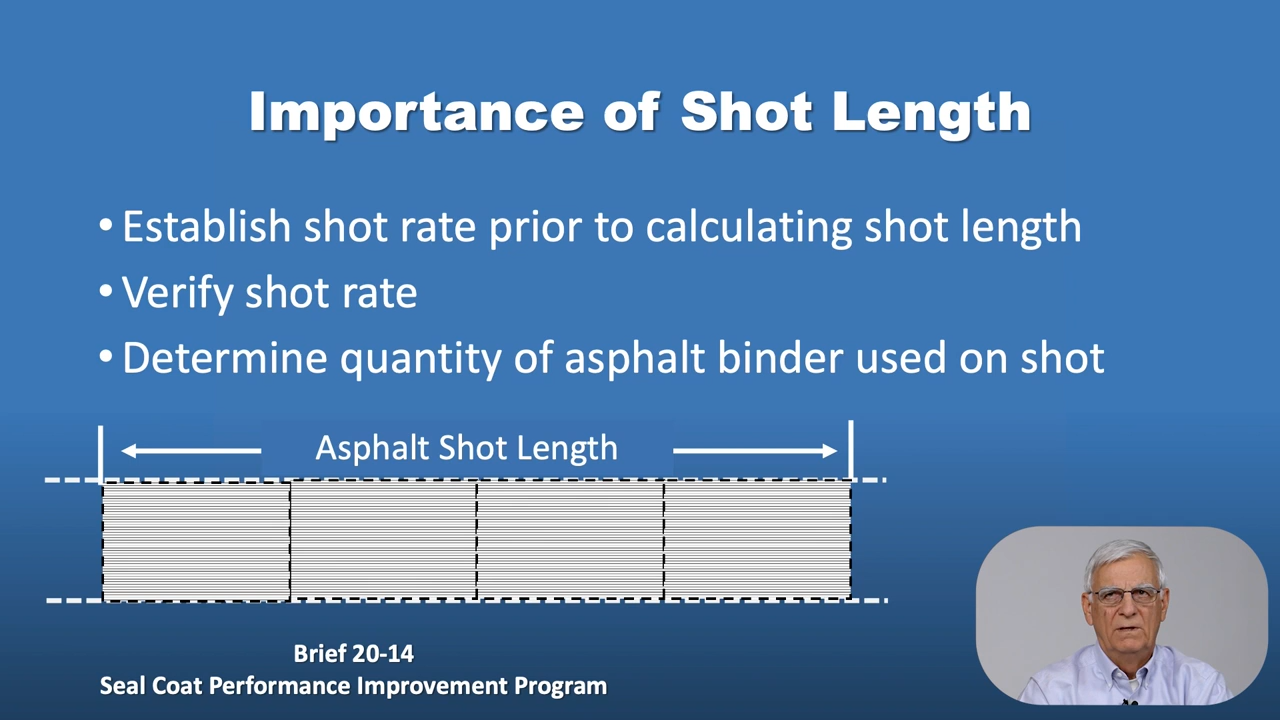 Importance of Shot Length
• Establish shot rate prior to calculating shot length
• Verify shot rate
• Determine quantity of asphalt binder used on shot
Asphalt Shot Length
Brief 20-14
Seal Coat Performance Improvement Program